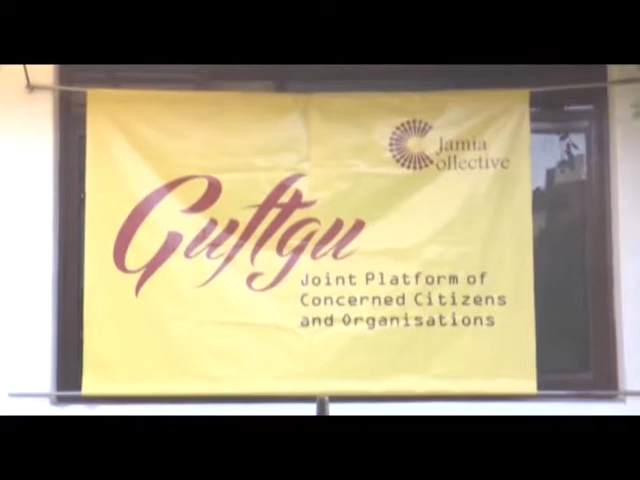 Jamia
Collective
Guftgu
Joint Platform of
Concerned Citizens
and Organisations